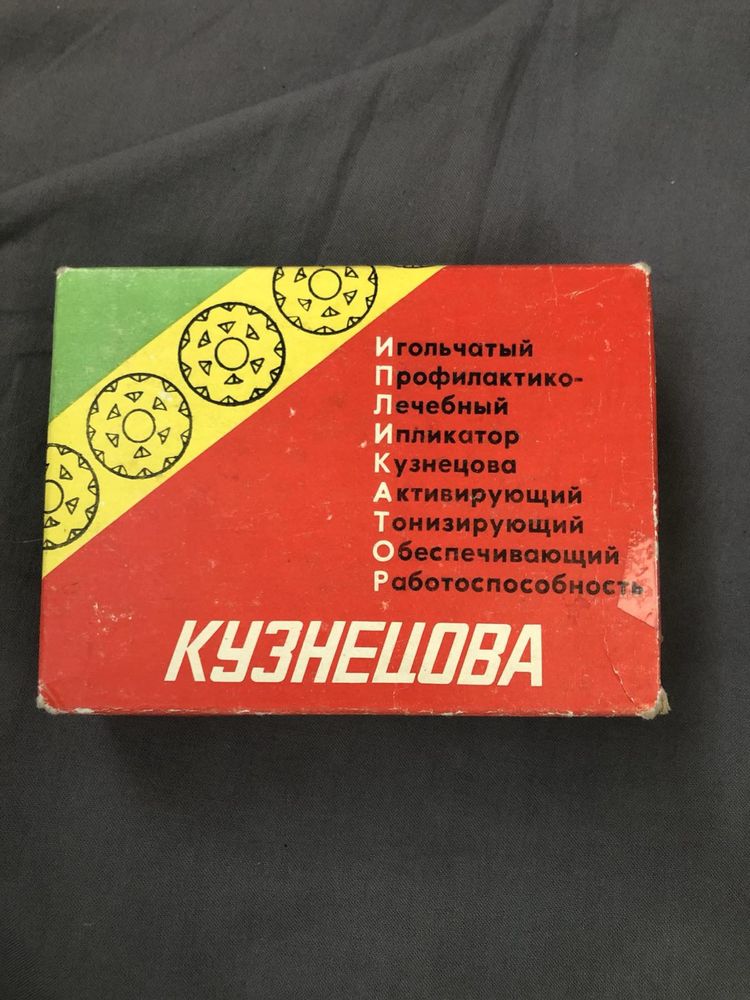 Игольчатый
Профилактико-
Лечебный
Ипликатор
Кузнецова
Активирующий
Тонизирующий
Обеспечивающий
Работоспособность
КУЗНЕЦОВА